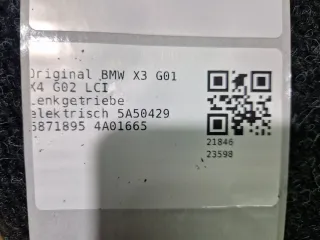 Original BMW X3 G01
X4 G02 LCI
Lenkgetriebe
elektrisch 5A50429
6871895 4A01665
21846
23598